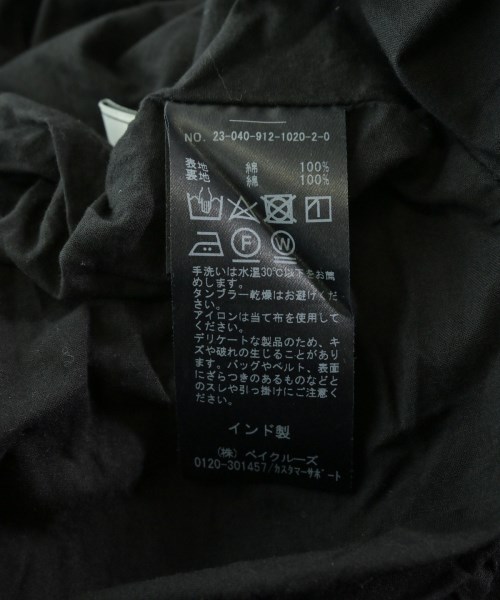 NO. 23-040-912-1020-2-0
表地 綿 100%
裏地 綿 100%
F W
手洗いは水温30℃以下をお薦
めします。
タンブラー乾燥はお避けくださ
い。
アイロンは当て布を使用して
ください。
デリケートな製品のため、キ
ズや破れの生じることがあり
ます。バッグやベルト、表面
にざらつきのあるものなどと
のスレや引っ掛けにご注意く
ださい。
インド製
(株) ベイクルーズ
0120-301457/カスタマーサポート